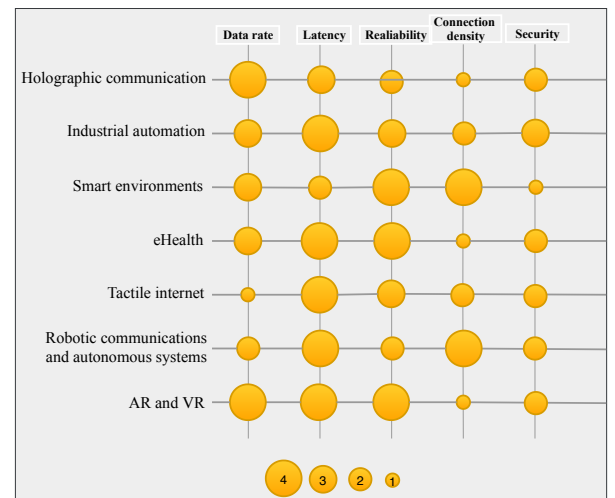 Data rate
Latency
Realiability
Connection
density
Security
Holographic communication
Industrial automation
Smart environments
eHealth
Tactile internet
Robotic communications
and autonomous systems
AR and VR
4
3
2
1